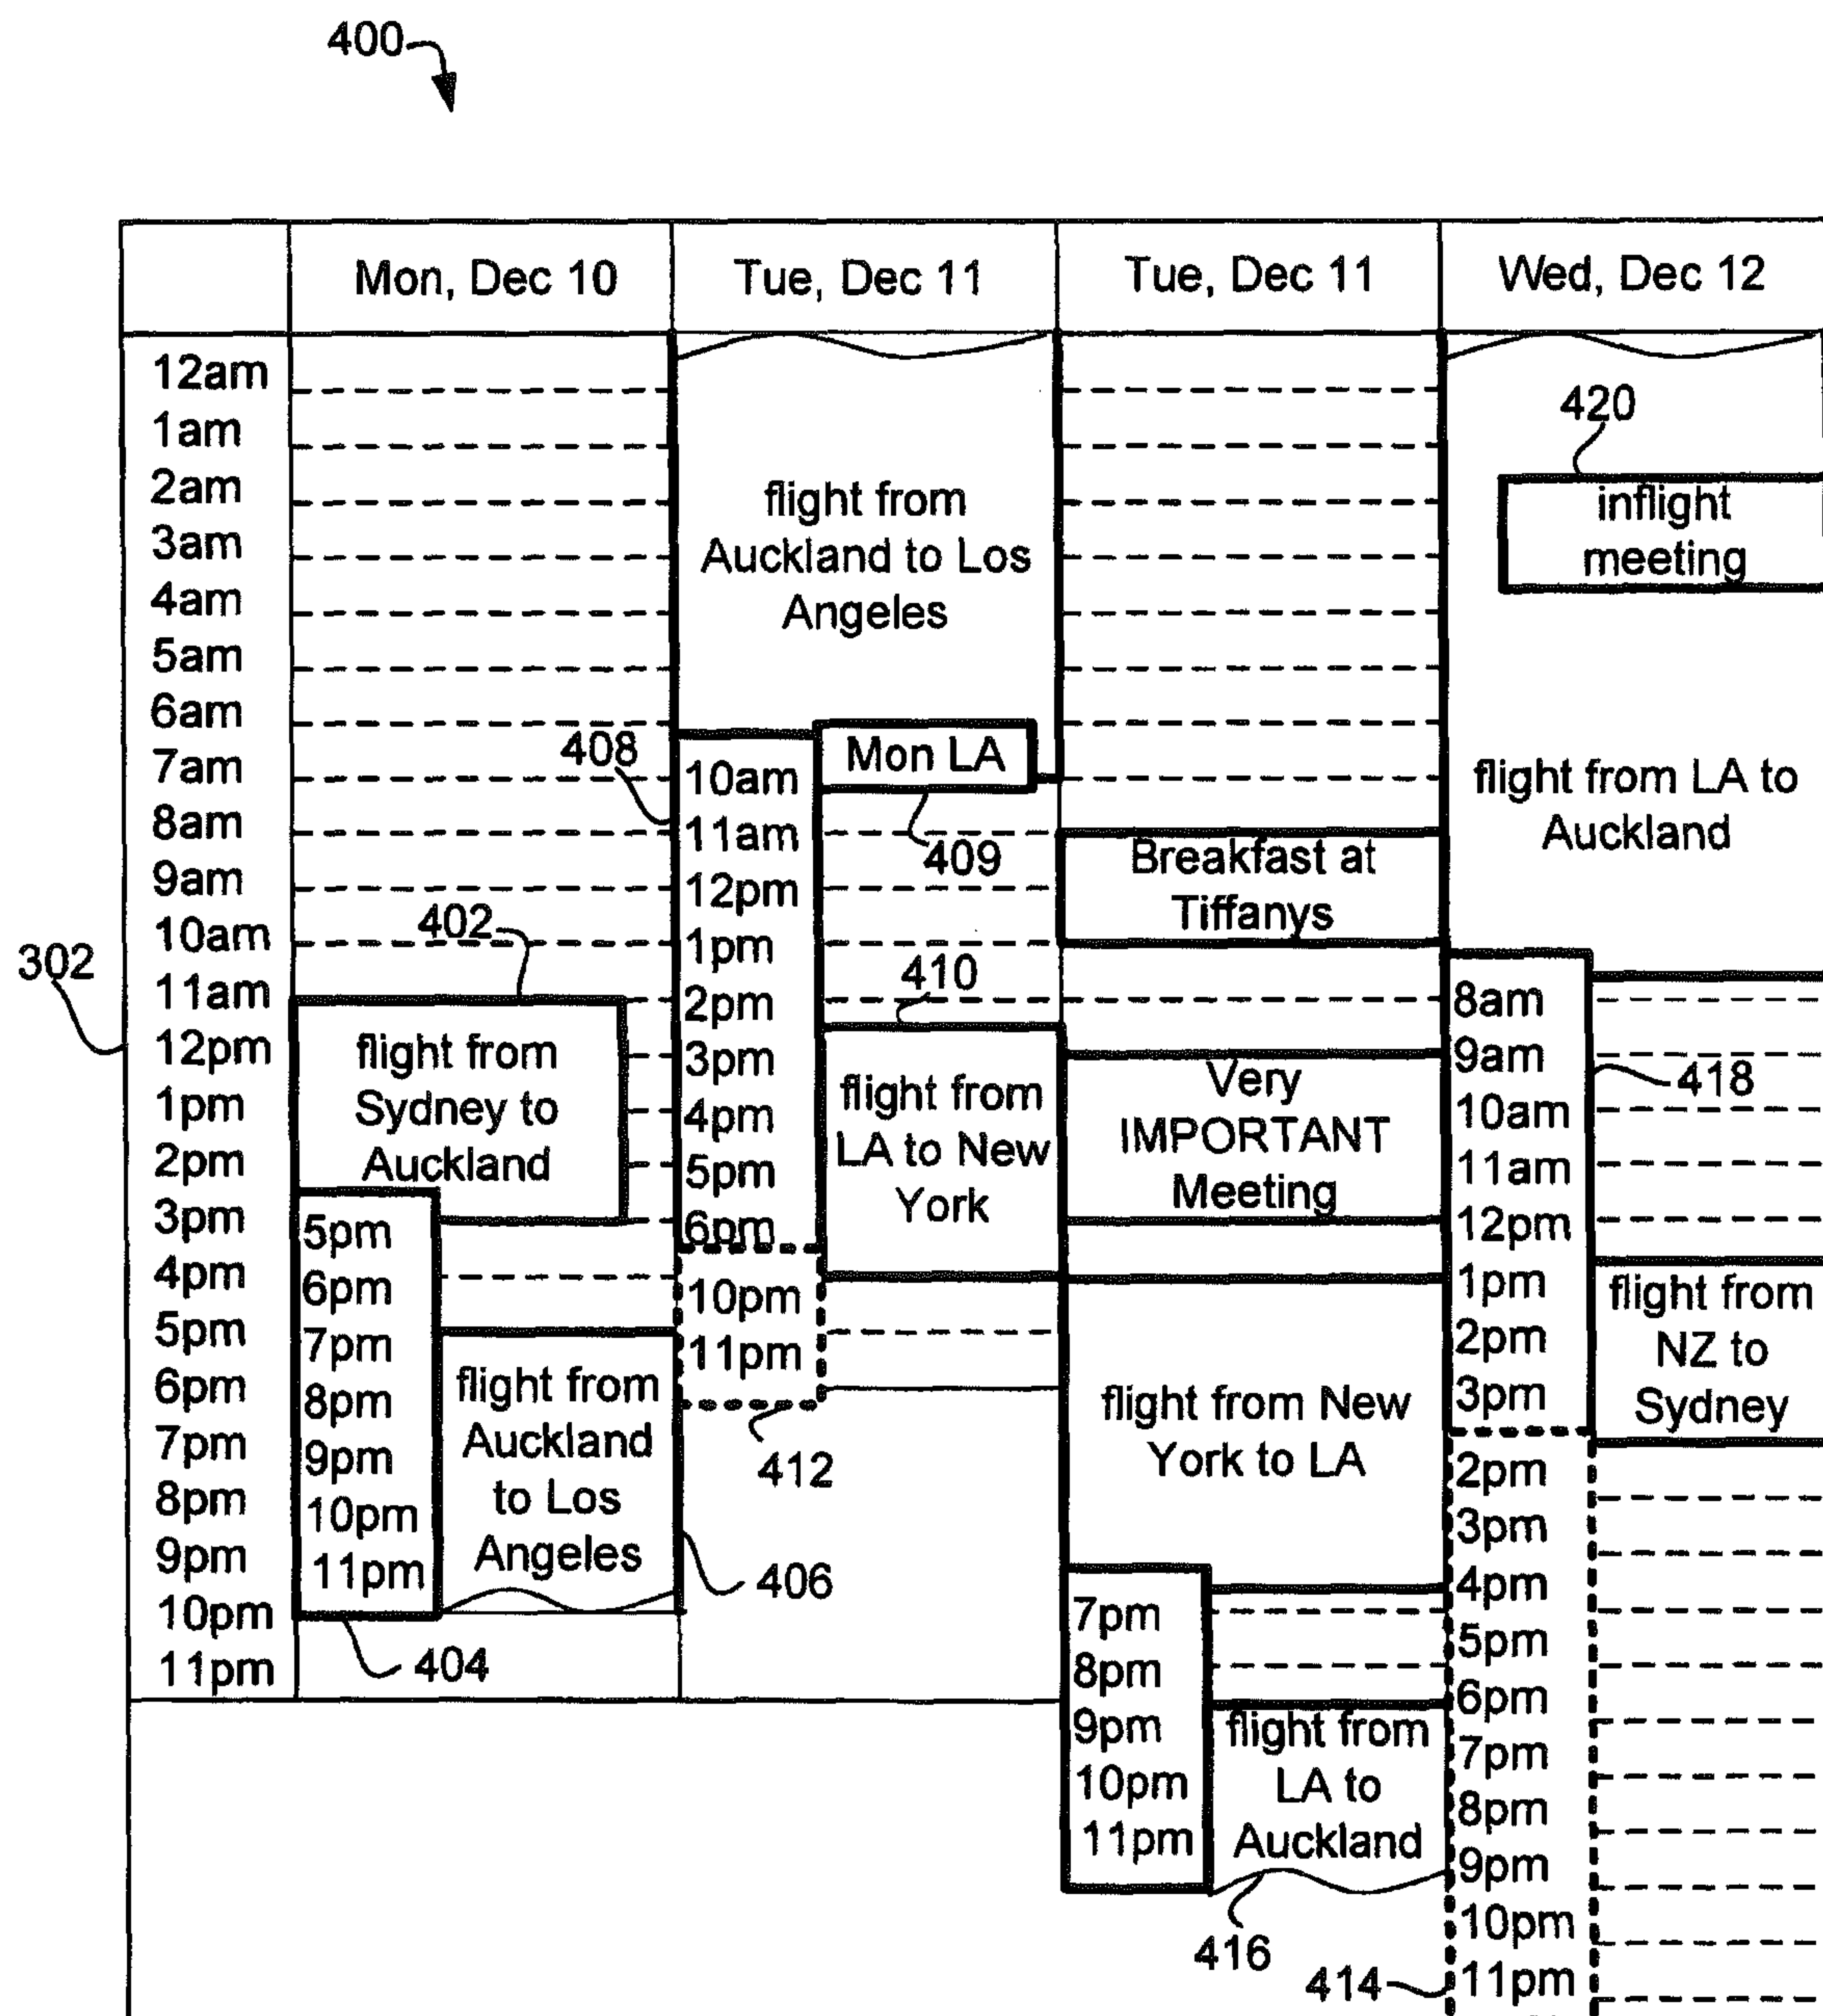 400
Mon, Dec 10
Tue, Dec 11
Tue, Dec 11
Wed, Dec 12
302
12am
1am
2am
3am
4am
5am
6am
7am
8am
9am
10am
11am
12pm
1pm
2pm
3pm
4pm
5pm
6pm
7pm
8pm
9pm
10pm
11pm
402
flight from
Sydney to
Auckland
5pm
6pm
7pm
8pm
9pm
10pm
11pm
404
flight from
Auckland
to Los
Angeles
406
flight from
Auckland to Los
Angeles
408
Mon LA
409
10am
11am
12pm
1pm
2pm
3pm
4pm
5pm
6pm
410
flight from
LA to New
York
10pm
11pm
412
Breakfast at
Tiffanys
Very
IMPORTANT
Meeting
flight from New
York to LA
7pm
8pm
9pm
10pm
11pm
flight from
LA to
Auckland
416
420
inflight
meeting
flight from LA to
Auckland
8am
9am
10am
11am
12pm
1pm
2pm
3pm
418
flight from
NZ to
Sydney
2pm
3pm
4pm
5pm
6pm
7pm
8pm
9pm
10pm
11pm
414